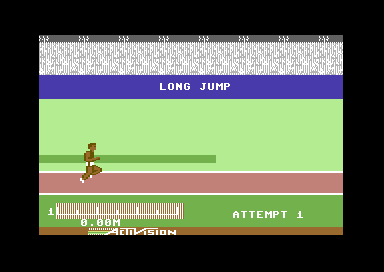 LONG JUMP
1
ATTEMPT 1
0.00M
ACTIVISION